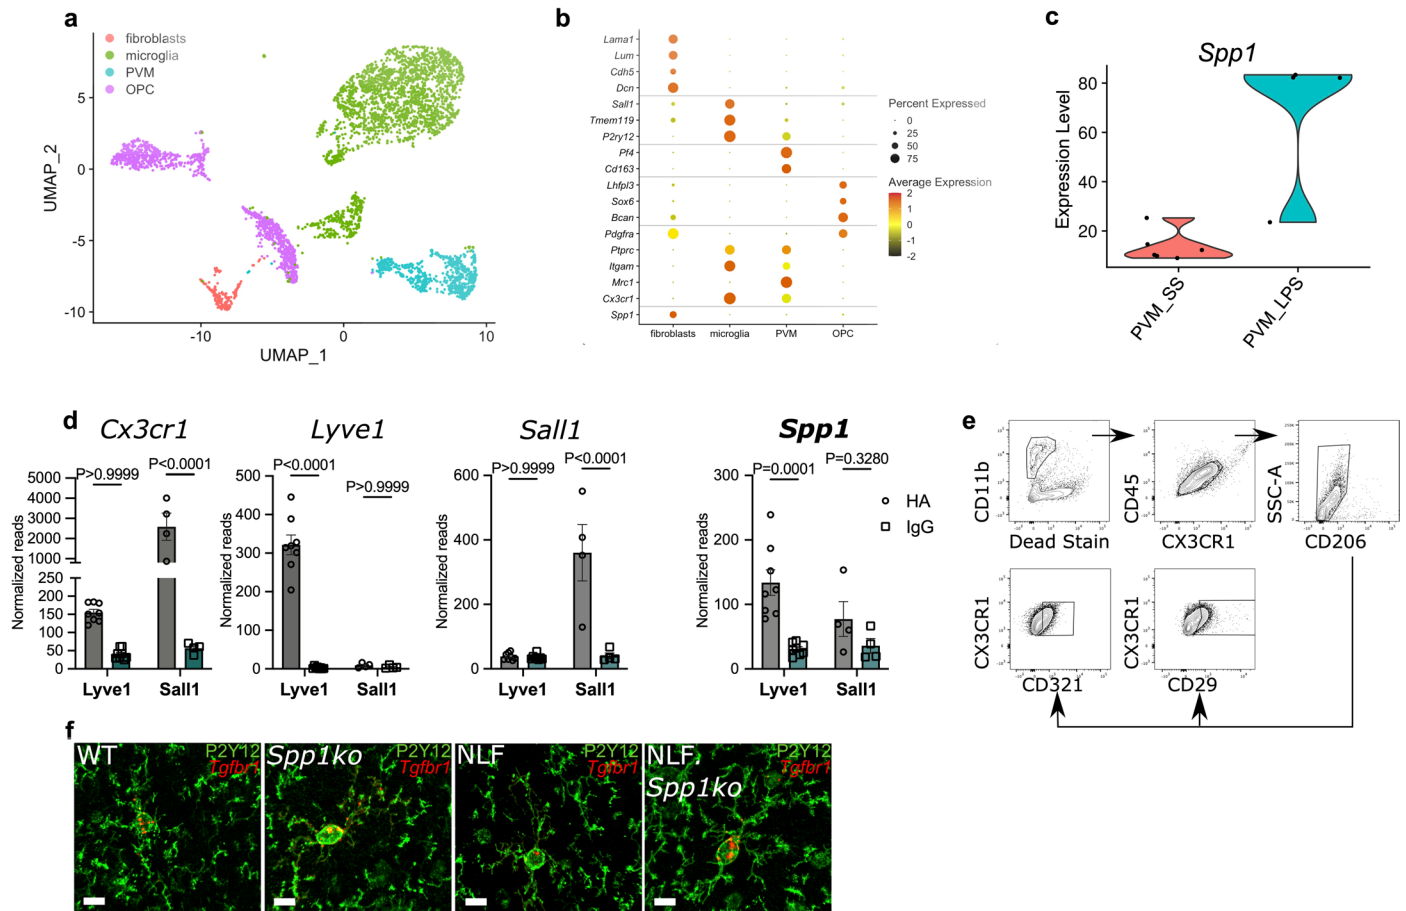 a
fibroblasts
microglia
PVM
OPC
UMAP_2
5
0
-5
-10
-10
0
10
UMAP_1
b
Lama1
Lum
Cdh5
Dcn
Sall1
Tmem119
P2ry12
Pf4
Cd163
Lhfpl3
Sox6
Bcan
Pdgfra
Ptprc
Itgam
Mrc1
Cx3cr1
Spp1
fibroblasts microglia PVM OPC
Percent Expressed
0
25
50
75
Average Expression
2
1
0
-1
-2
c
Spp1
Expression Level
80
60
40
20
PVM_SS
PVM_LPS
d
Cx3cr1
P>0.9999
P<0.0001
Normalized reads
5000
4000
3000
2000
1000
250
200
150
100
50
0
Lyve1 Sall1
Lyve1
P<0.0001
P>0.9999
Normalized reads
500
400
300
200
100
0
Lyve1 Sall1
Sall1
P>0.9999
P<0.0001
Normalized reads
600
400
200
0
Lyve1 Sall1
Spp1
P=0.0001
P=0.3280
Normalized reads
300
200
100
0
Lyve1 Sall1
HA
IgG
e
CD11b
Dead Stain
CD45
CX3CR1
SSC-A
250K
200K
150K
100K
50K
0
CD206
CX3CR1
CD321
CX3CR1
CD29
f
WT
P2Y12
Tgfbr1
Spp1ko
P2Y12
Tgfbr1
NLF
P2Y12
Tgfbr1
NLF.
Spp1ko
P2Y12
Tgfbr1